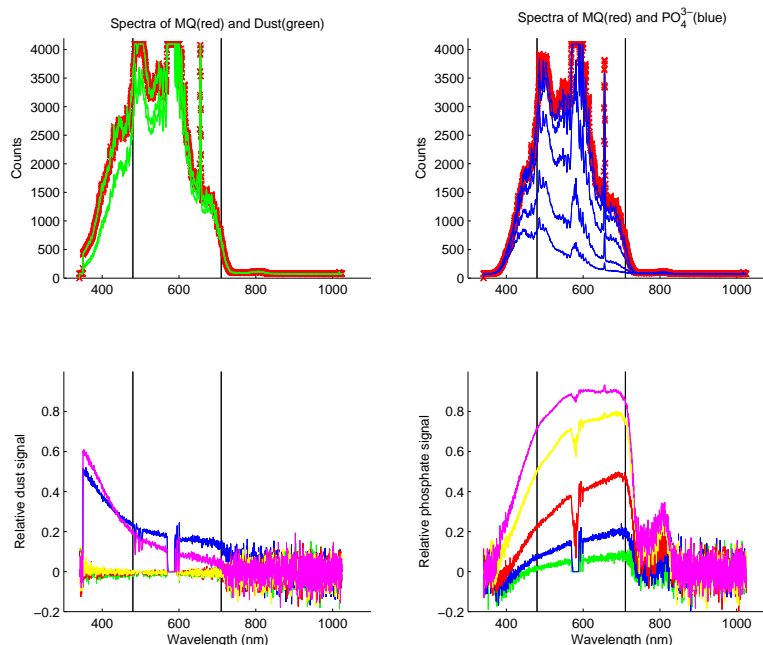 Spectra of MQ(red) and Dust(green)
4000
3500
3000
2500
2000
1500
1000
500
0
Counts
400 600 800 1000
Spectra of MQ(red) and PO₄³⁻(blue)
4000
3500
3000
2500
2000
1500
1000
500
0
Counts
400 600 800 1000
0.8
0.6
0.4
0.2
0
−0.2
Relative dust signal
400 600 800 1000
Wavelength (nm)
0.8
0.6
0.4
0.2
0
−0.2
Relative phosphate signal
400 600 800 1000
Wavelength (nm)